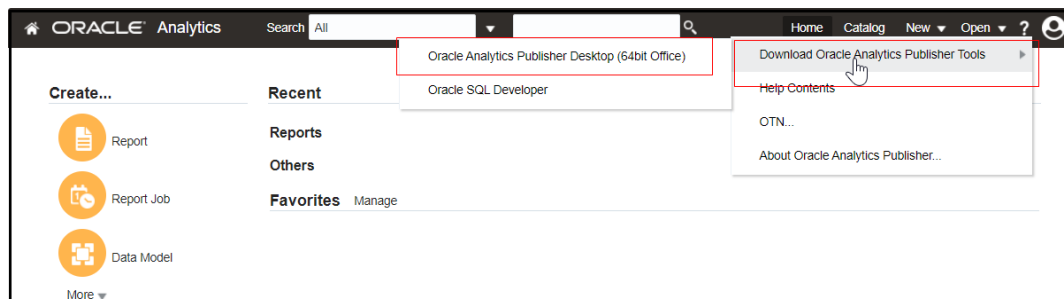 ORACLE Analytics Search All Home Catalog New Open ?
Oracle Analytics Publisher Desktop (64bit Office)
Oracle SQL Developer
Download Oracle Analytics Publisher Tools
Help Contents
OTN...
About Oracle Analytics Publisher...
Create...
Report
Report Job
Data Model
More
Recent
Reports
Others
Favorites Manage